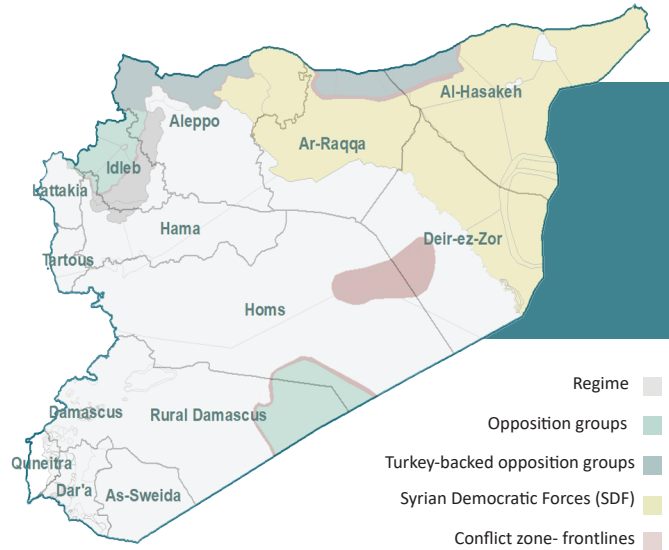 Al-Hasakeh
Aleppo
Ar-Raqqa
Idleb
Lattakia
Hama
Deir-ez-Zor
Tartous
Homs
Regime
Damascus
Rural Damascus
Opposition groups
Quneitra
Turkey-backed opposition groups
Dar'a
As-Sweida
Syrian Democratic Forces (SDF)
Conflict zone- frontlines